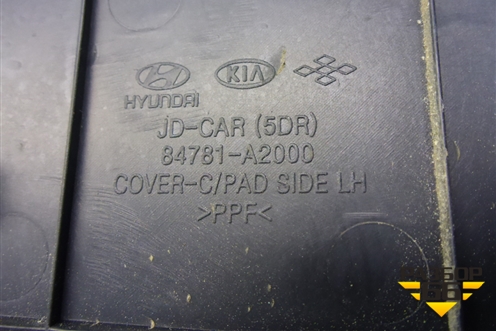 HYUNDAI KIA
JD-CAR (5DR)
84781-A2000
COVER-C/PAD SIDE LH
>PPF<